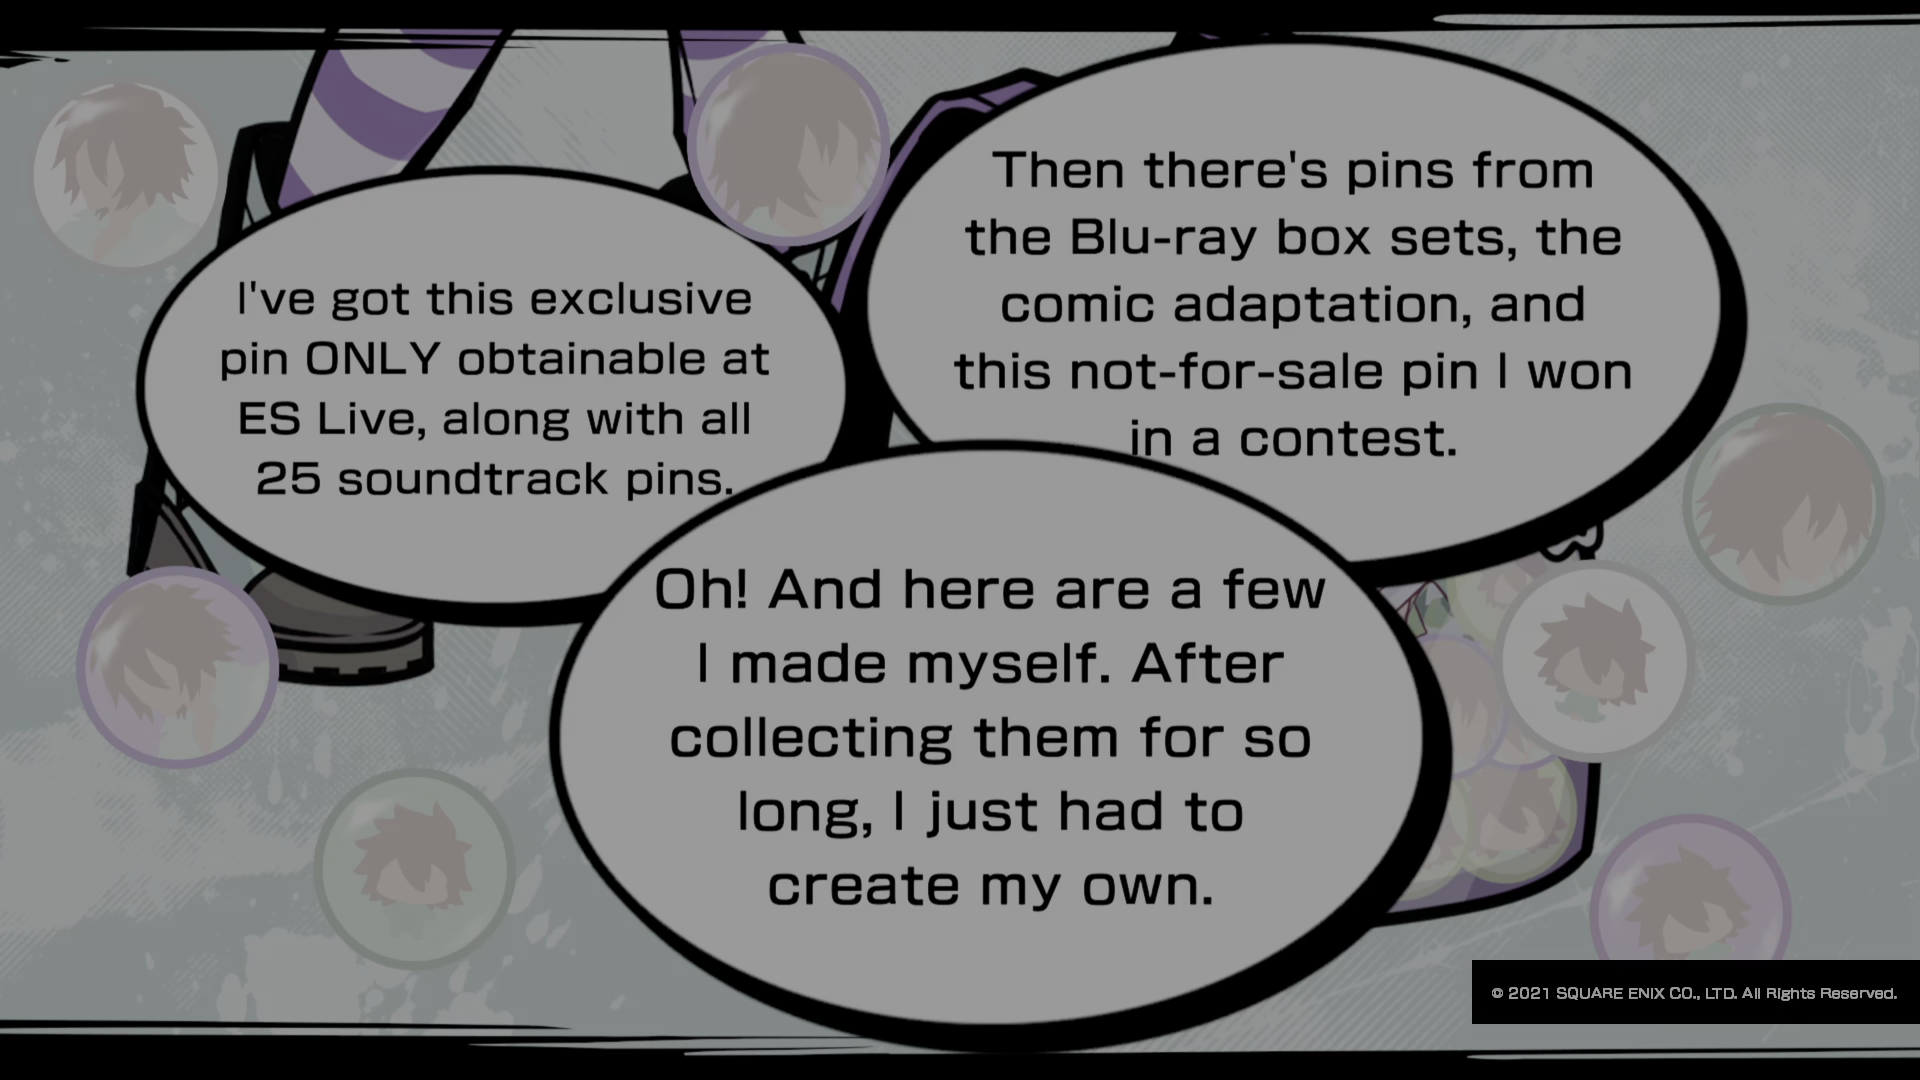 I've got this exclusive
pin ONLY obtainable at
ES Live, along with all
25 soundtrack pins.
Then there's pins from
the Blu-ray box sets, the
comic adaptation, and
this not-for-sale pin I won
in a contest.
Oh! And here are a few
I made myself. After
collecting them for so
long, I just had to
create my own.
© 2021 SQUARE ENIX CO., LTD. All Rights Reserved.